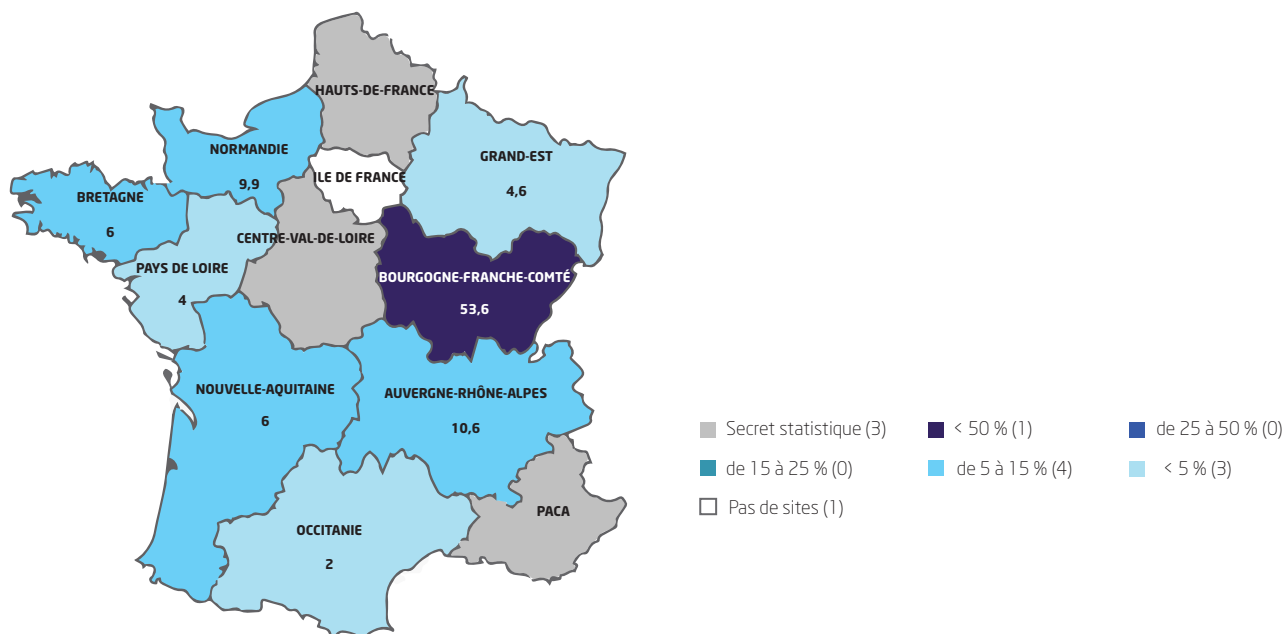 HAUTS-DE-FRANCE
NORMANDIE
9,9
ILE DE FRANCE
GRAND-EST
4,6
BRETAGNE
6
CENTRE-VAL-DE-LOIRE
PAYS DE LOIRE
4
BOURGOGNE-FRANCHE-COMTÉ
53,6
NOUVELLE-AQUITAINE
6
AUVERGNE-RHÔNE-ALPES
10,6
OCCITANIE
2
PACA
Secret statistique (3)
< 50 % (1)
de 25 à 50 % (0)
de 15 à 25 % (0)
de 5 à 15 % (4)
< 5 % (3)
Pas de sites (1)